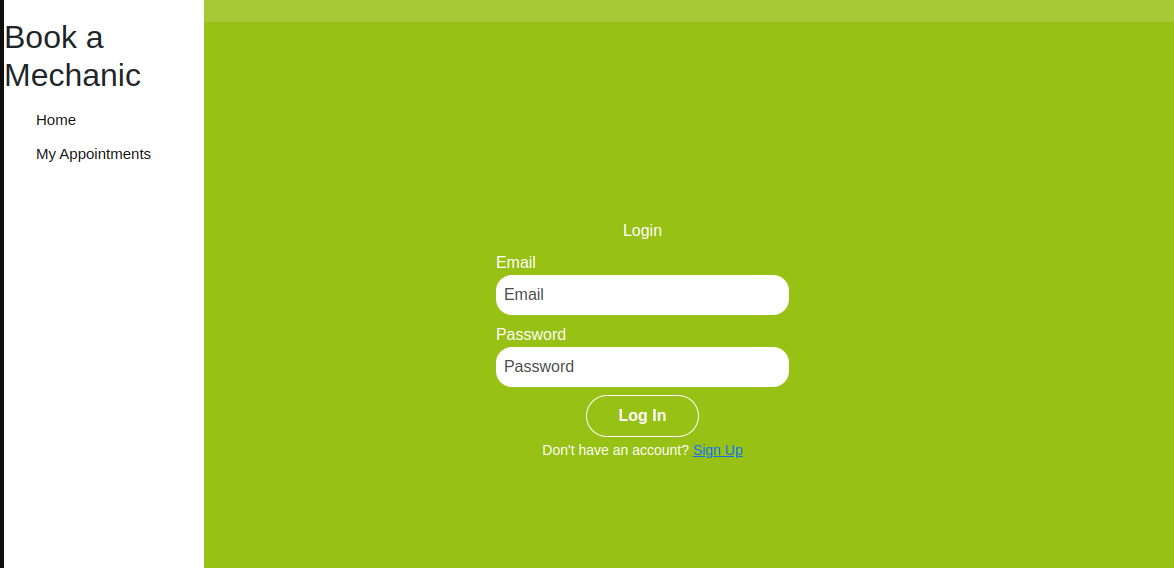 Book a
Mechanic
Home
My Appointments
Login
Email
Email
Password
Password
Log In
Don't have an account? Sign Up